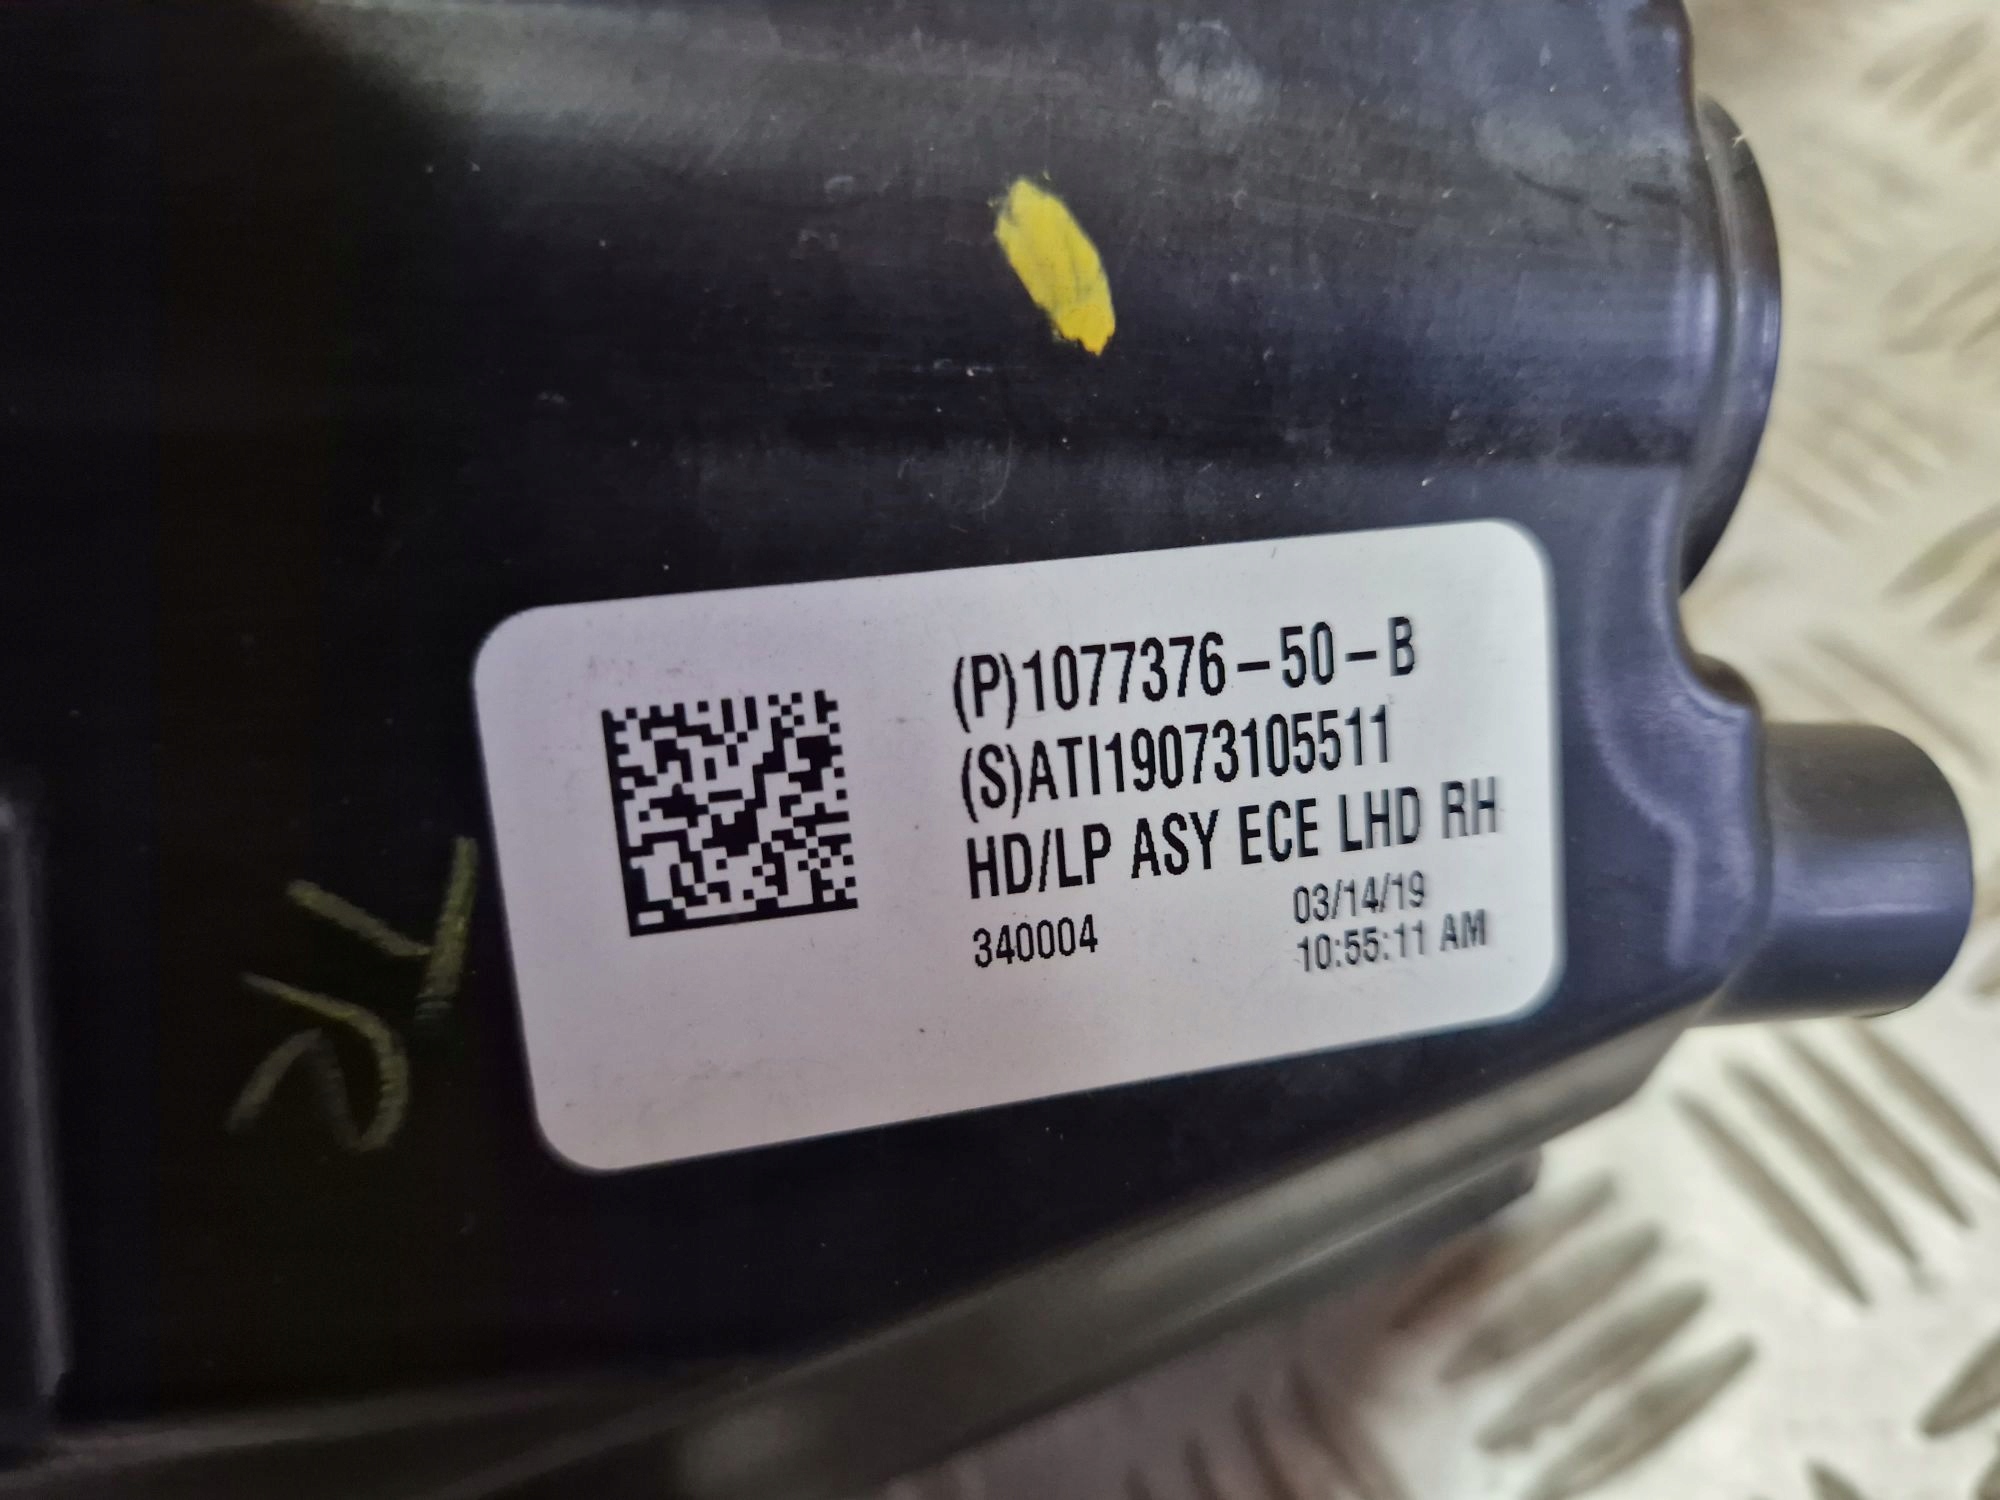 (P)1077376-50-B
(S)ATI19073105511
HD/LP ASY ECE LHD RH
340004
03/14/19
10:55:11 AM